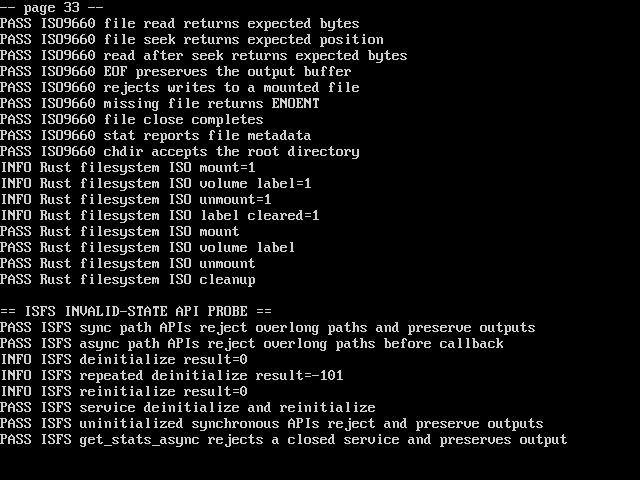 -- page 33 --
PASS ISO9660 file read returns expected bytes
PASS ISO9660 file seek returns expected position
PASS ISO9660 read after seek returns expected bytes
PASS ISO9660 EOF preserves the output buffer
PASS ISO9660 rejects writes to a mounted file
PASS ISO9660 missing file returns ENOENT
PASS ISO9660 file close completes
PASS ISO9660 stat reports file metadata
PASS ISO9660 chdir accepts the root directory
INFO Rust filesystem ISO mount=1
INFO Rust filesystem ISO volume label=1
INFO Rust filesystem ISO unmount=1
INFO Rust filesystem ISO label cleared=1
PASS Rust filesystem ISO mount
PASS Rust filesystem ISO volume label
PASS Rust filesystem ISO unmount
PASS Rust filesystem ISO cleanup
== ISFS INVALID-STATE API PROBE ==
PASS ISFS sync path APIs reject overlong paths and preserve outputs
PASS ISFS async path APIs reject overlong paths before callback
INFO ISFS deinitialize result=0
INFO ISFS repeated deinitialize result=-101
INFO ISFS reinitialize result=0
PASS ISFS service deinitialize and reinitialize
PASS ISFS uninitialized synchronous APIs reject and preserve outputs
PASS ISFS get_stats_async rejects a closed service and preserves output